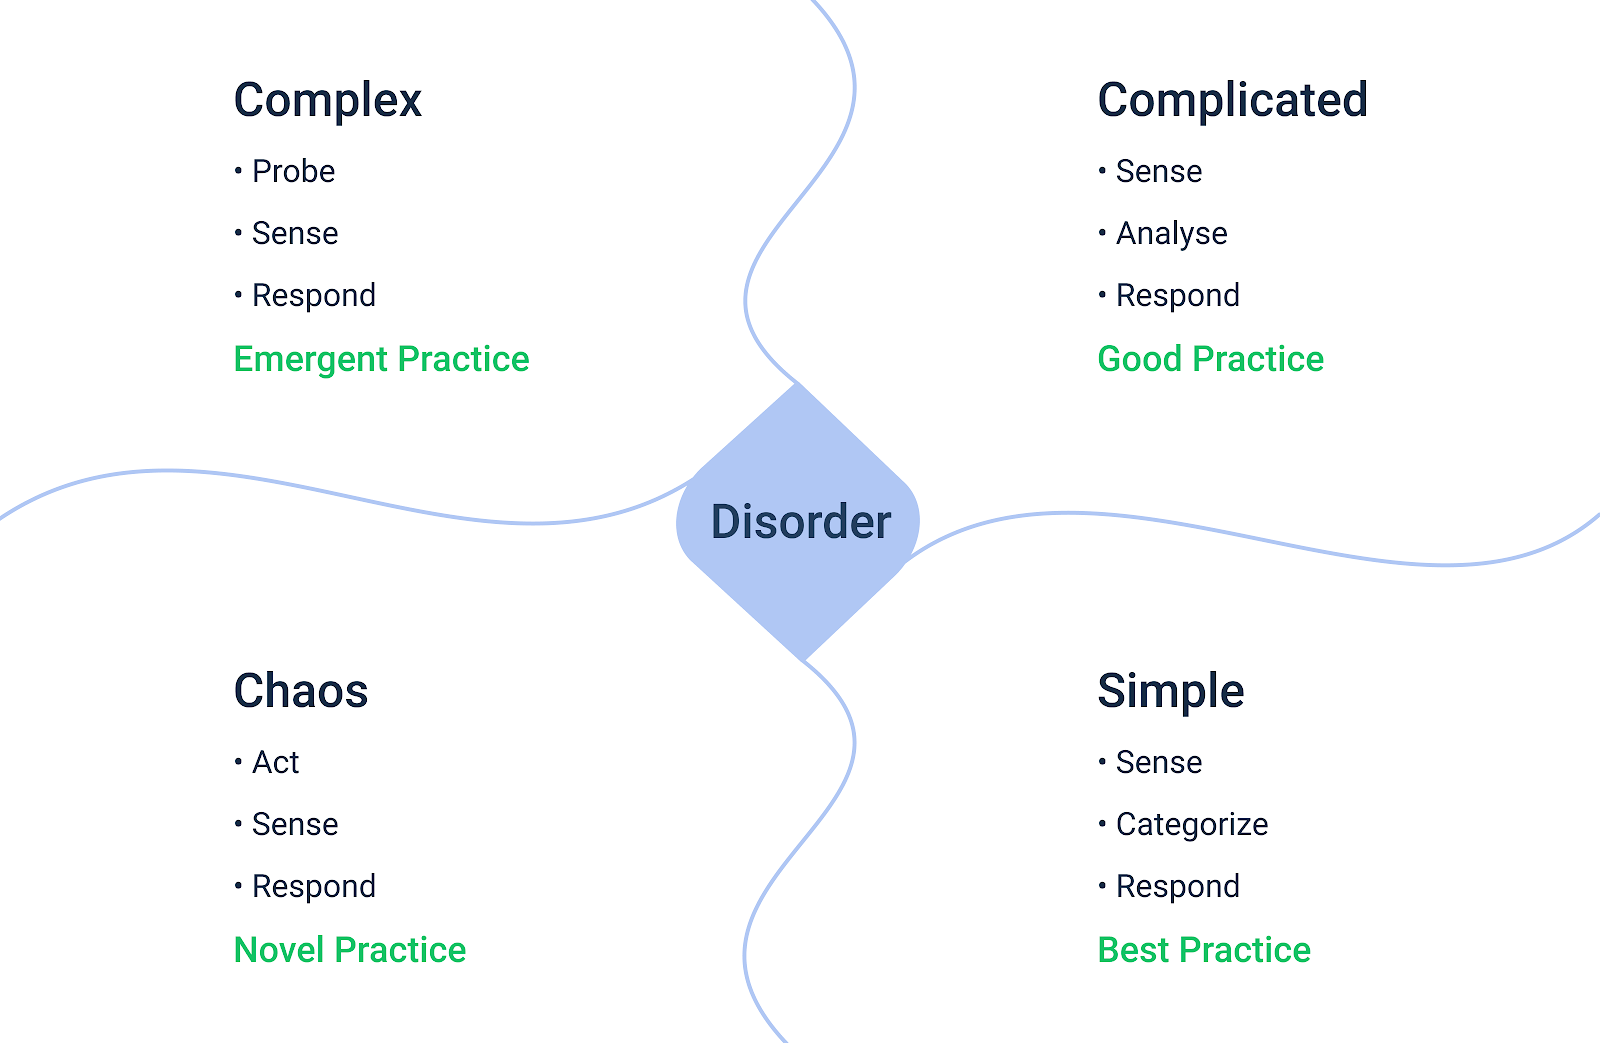 Complex
• Probe
• Sense
• Respond
Emergent Practice
Complicated
• Sense
• Analyse
• Respond
Good Practice
Disorder
Chaos
• Act
• Sense
• Respond
Novel Practice
Simple
• Sense
• Categorize
• Respond
Best Practice